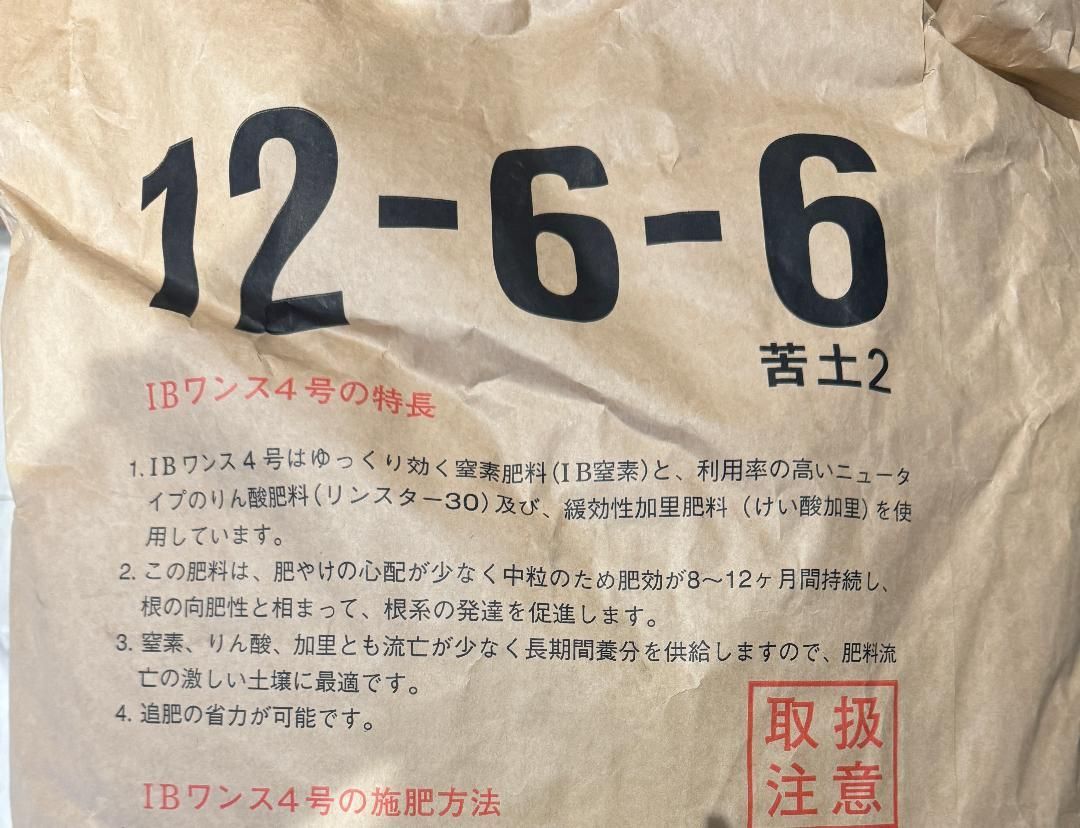 12-6-6
苦土2
IBワンス4号の特長
1. IBワンス4号はゆっくり効く窒素肥料(IB窒素)と、利用率の高いニュータ
イプのりん酸肥料(リンスター30)及び、緩効性加里肥料(けい酸加里)を使
用しています。
2. この肥料は、肥やけの心配が少なく中粒のため肥効が8〜12ヶ月間持続し、
根の向肥性と相まって、根系の発達を促進します。
3. 窒素、りん酸、加里とも流亡が少なく長期間養分を供給しますので、肥料流
亡の激しい土壌に最適です。
4. 追肥の省力が可能です。
取扱
注意
IBワンス4号の施肥方法